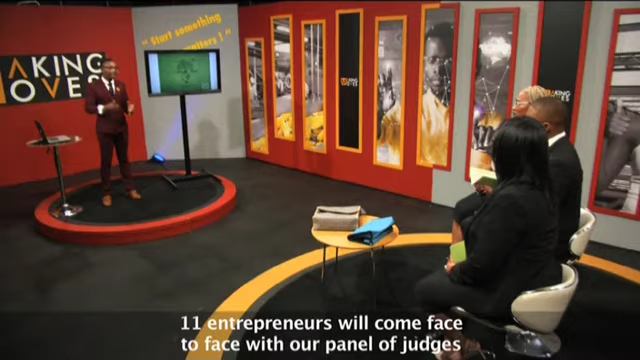 AKING
OVES
" Start something
matters ! "
11 entrepreneurs will come face
to face with our panel of judges